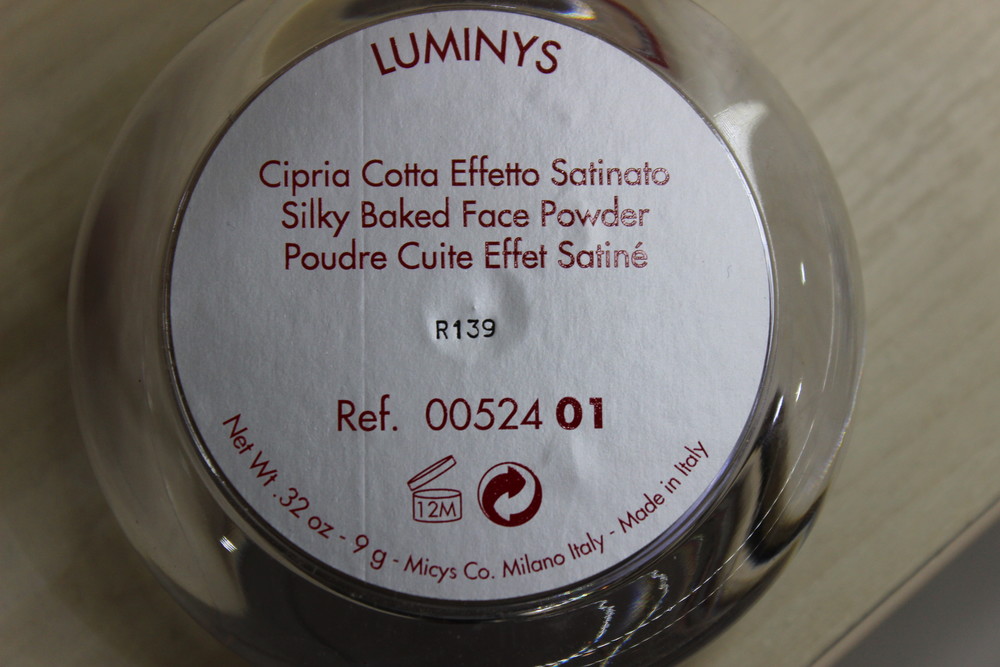 LUMINYS
Cipria Cotta Effetto Satinato
Silky Baked Face Powder
Poudre Cuite Effet Satiné
R139
Ref. 00524 01
12M
Net Wt .32 oz - 9 g - Micys Co. Milano Italy - Made in Italy